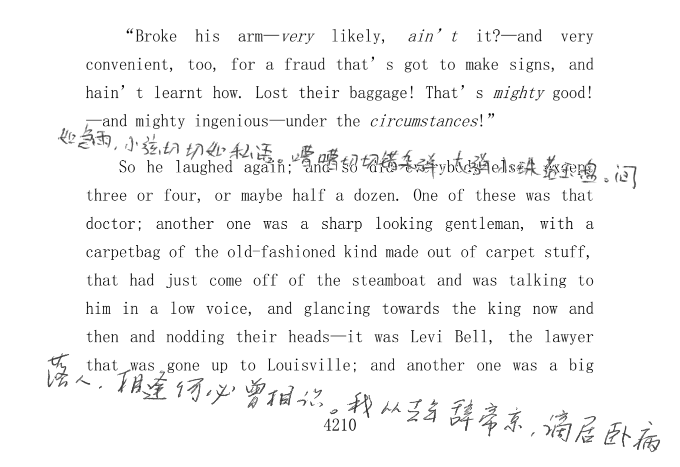 “Broke his arm—very likely, ain’t it?—and very
convenient, too, for a fraud that’s got to make signs, and
hain’t learnt how. Lost their baggage! That’s mighty good!
—and mighty ingenious—under the circumstances!”
如急雨，小弦切切如私语。嘈嘈切切错杂弹，大珠小珠落玉盘。间
So he laughed again; and so did everybody else, except
three or four, or maybe half a dozen. One of these was that
doctor; another one was a sharp looking gentleman, with a
carpetbag of the old-fashioned kind made out of carpet stuff,
that had just come off of the steamboat and was talking to
him in a low voice, and glancing towards the king now and
then and nodding their heads—it was Levi Bell, the lawyer
that was gone up to Louisville; and another one was a big
落人，相逢何必曾相识。我从去年辞帝京，谪居卧病
4210